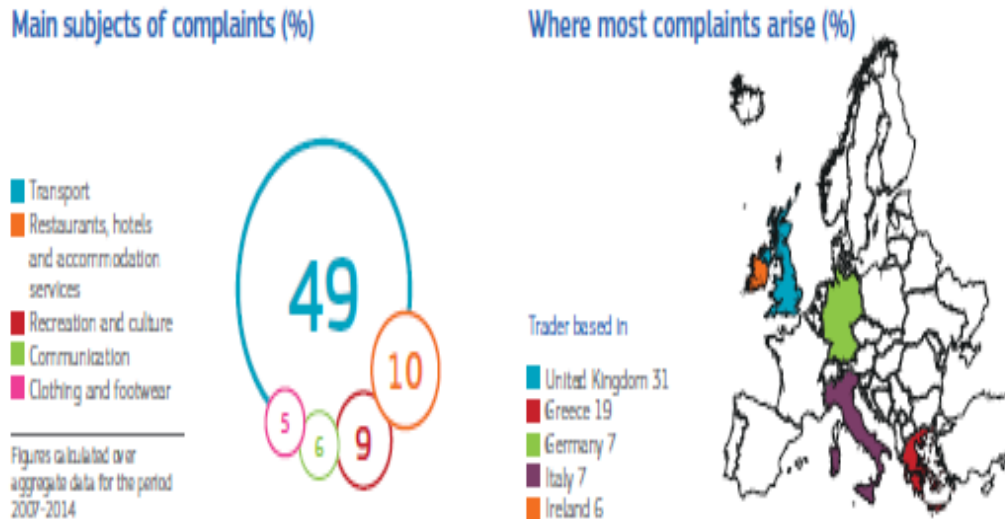 Main subjects of complaints (%)
Transport
Restaurants, hotels
and accommodation
services
Recreation and culture
Communication
Clothing and footwear
Figures calculated over
aggregate data for the period
2007-2014
49
10
9
6
5
Where most complaints arise (%)
Trader based in
United Kingdom 31
Greece 19
Germany 7
Italy 7
Ireland 6